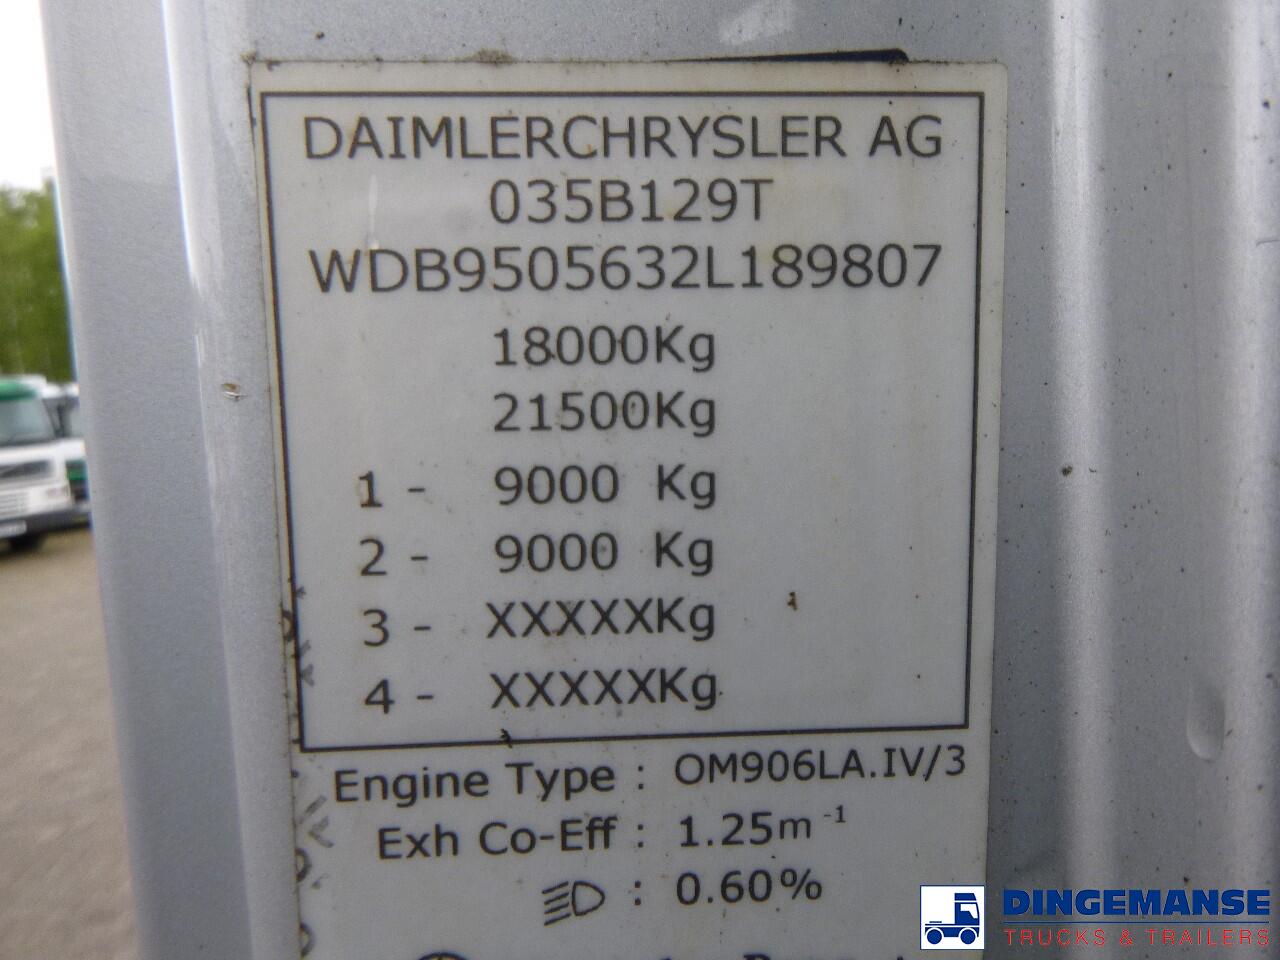 DAIMLERCHRYSLER AG
035B129T
WDB9505632L189807
18000Kg
21500Kg
1 - 9000 Kg
2 - 9000 Kg
3 - XXXXXKg
4 - XXXXXKg
Engine Type : OM906LA.IV/3
Exh Co-Eff : 1.25m⁻¹
: 0.60%
DINGEMANSE
TRUCKS & TRAILERS